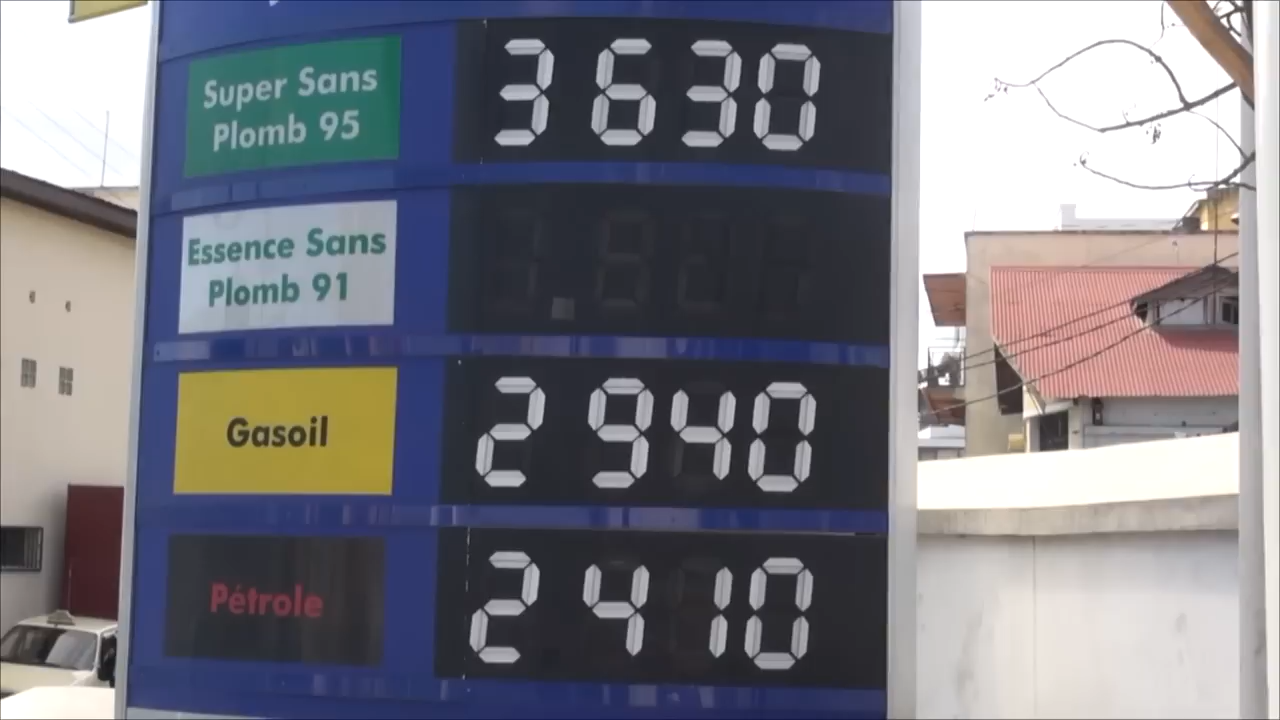 Super Sans
Plomb 95
3630
Essence Sans
Plomb 91
Gasoil
2940
Pétrole
2410